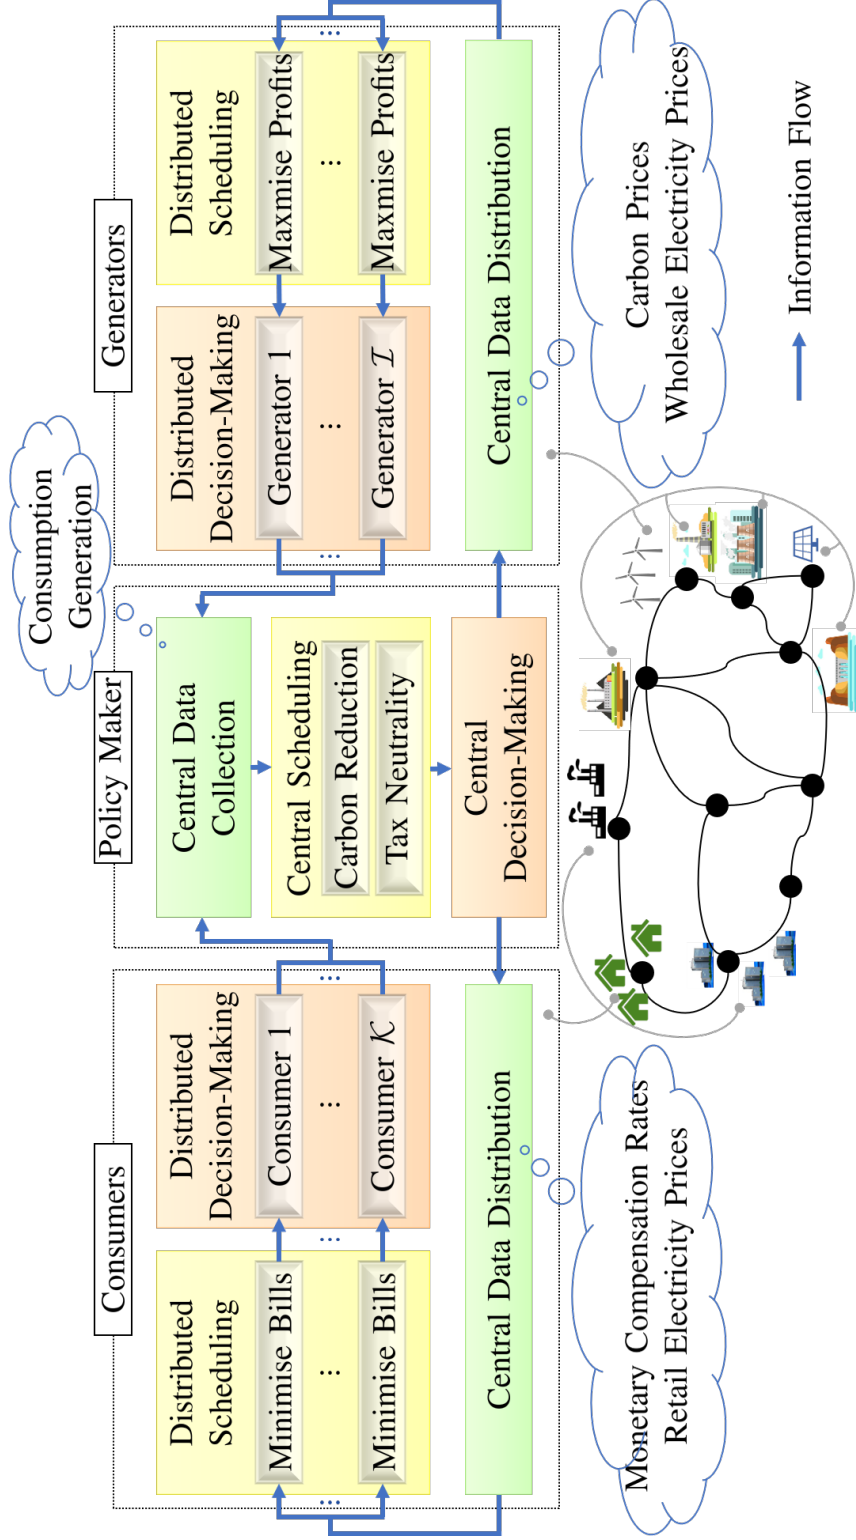 Consumers
Distributed
Scheduling
Minimise Bills
...
Minimise Bills
...
Distributed
Decision-Making
Consumer 1
...
Consumer 𝒦
...
Central Data Distribution
Monetary Compensation Rates
Retail Electricity Prices
Policy Maker
Central Data
Collection
Central Scheduling
Carbon Reduction
Tax Neutrality
Central
Decision-Making
Consumption
Generation
Generators
Distributed
Decision-Making
Generator 1
...
Generator ℐ
...
Distributed
Scheduling
Maxmise Profits
...
Maxmise Profits
...
Central Data Distribution
Carbon Prices
Wholesale Electricity Prices
Information Flow